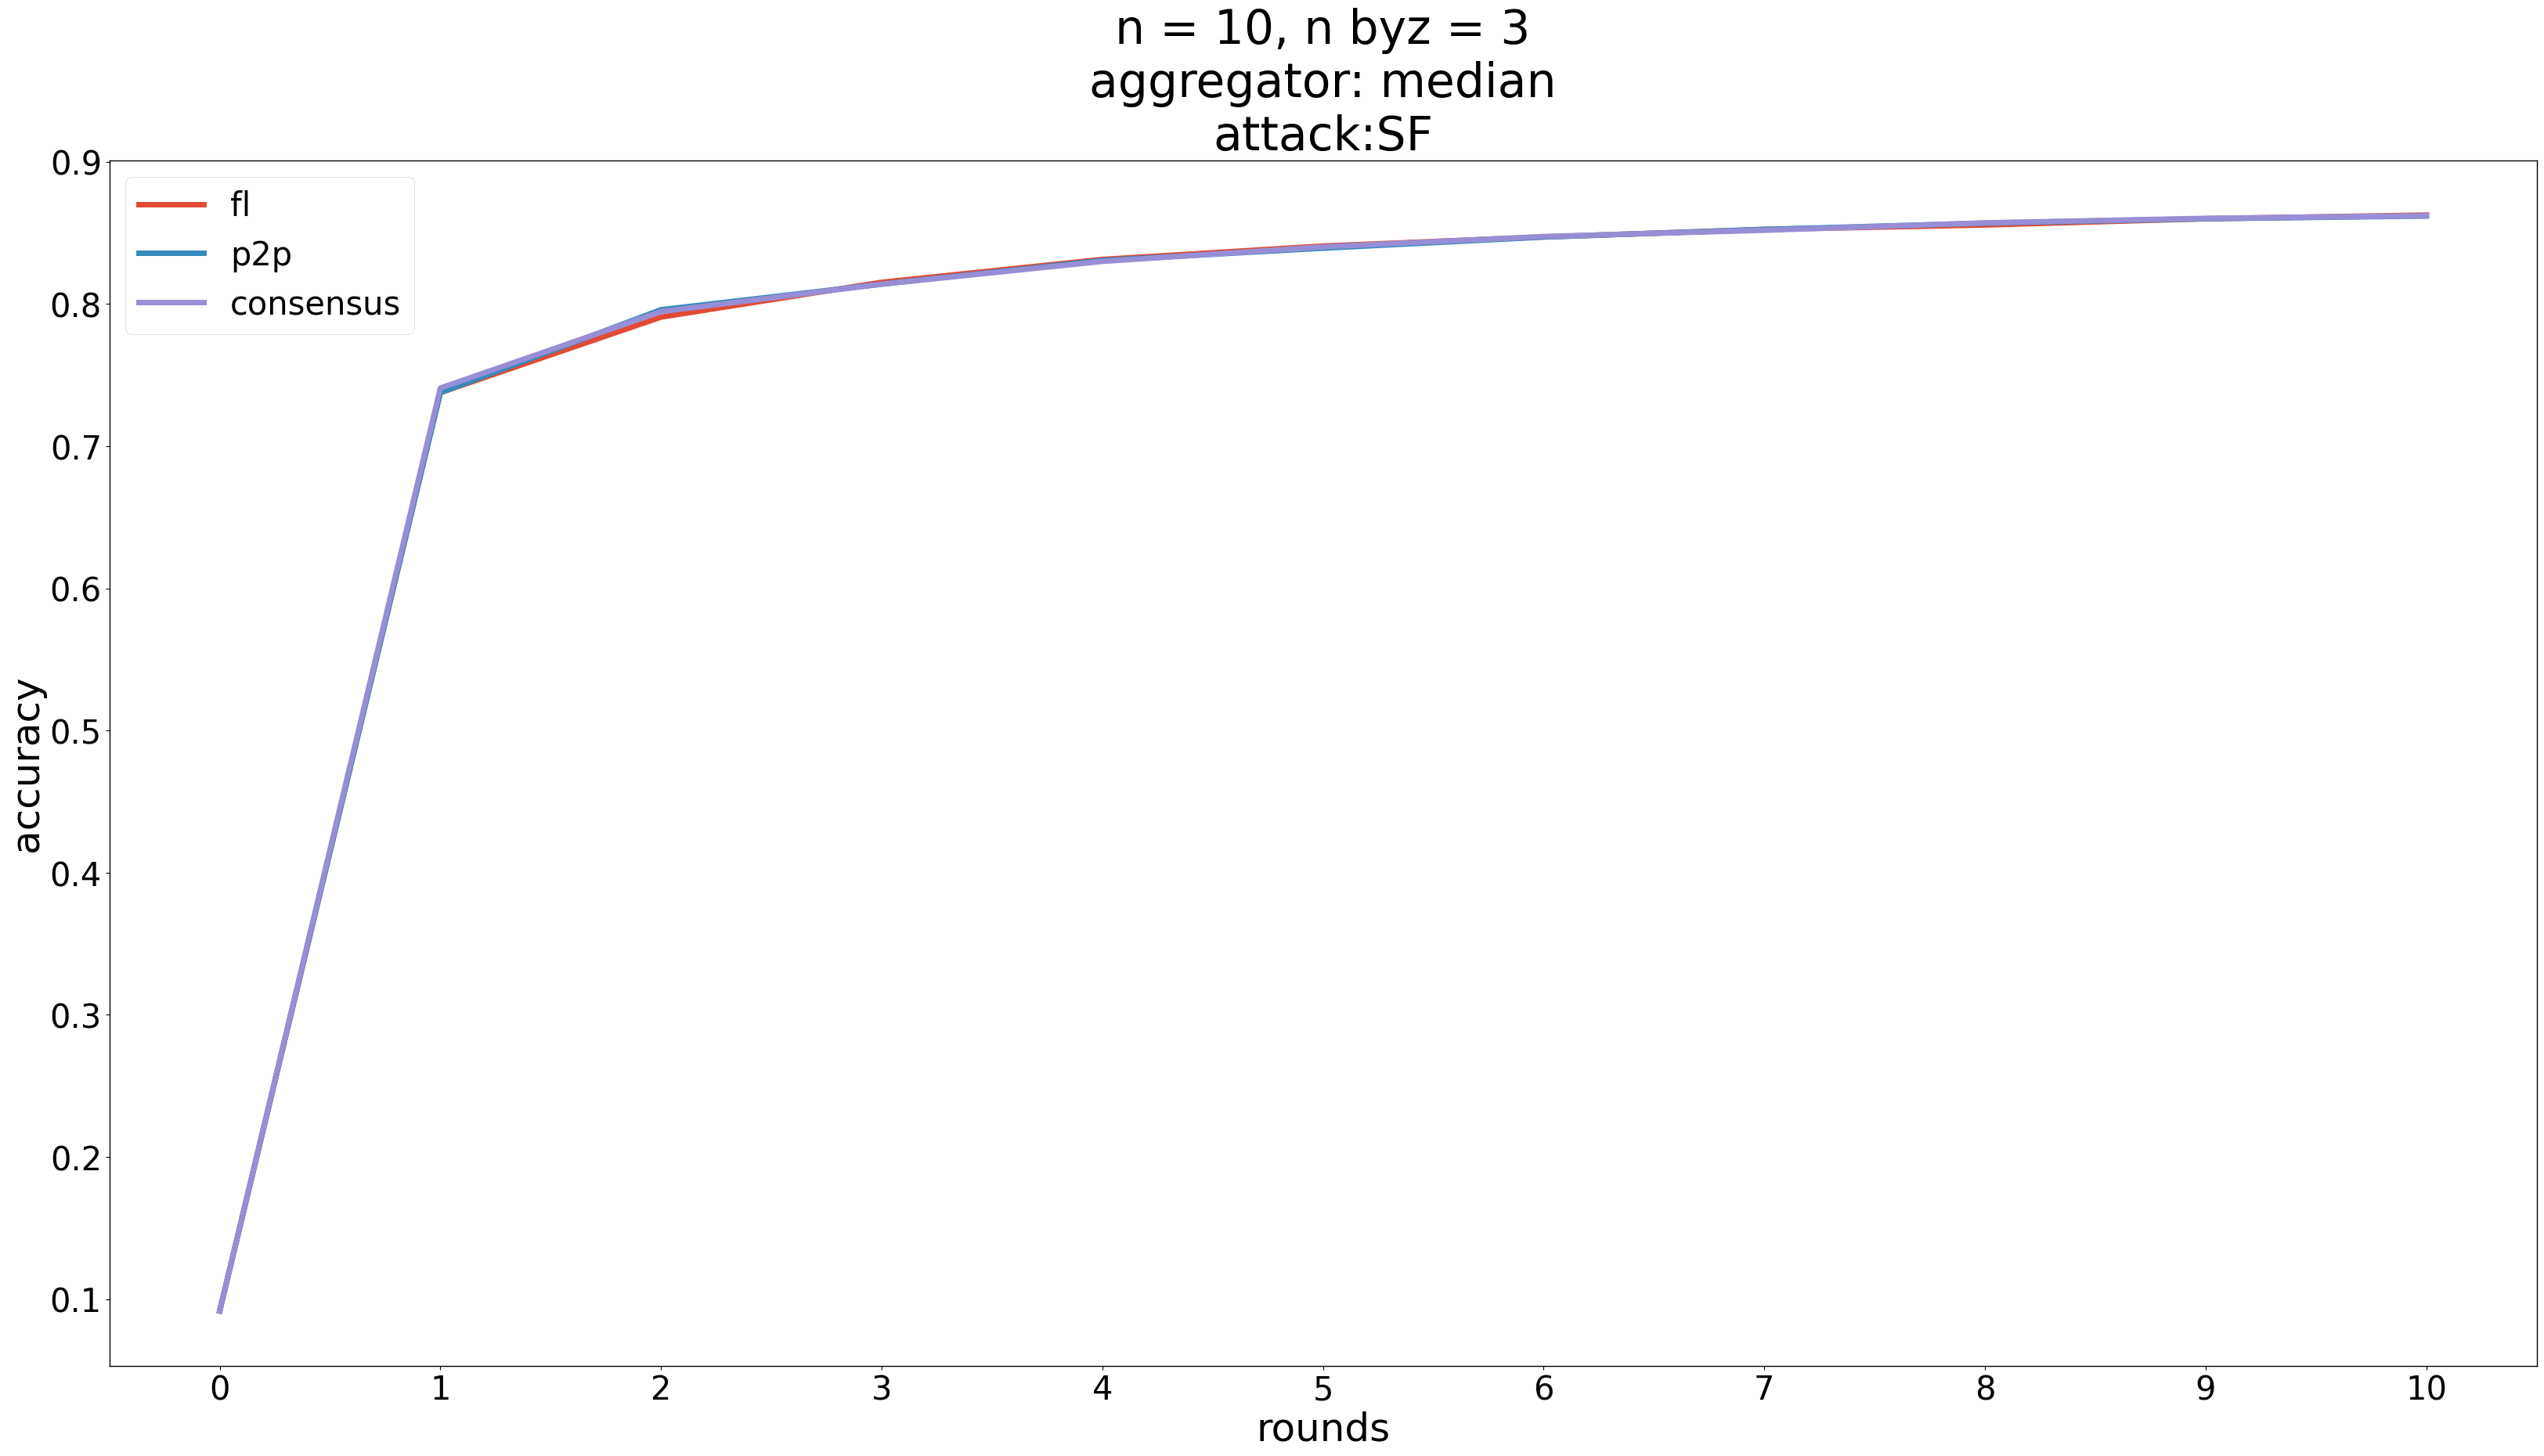 n = 10, n byz = 3
aggregator: median
attack:SF
0.9
0.8
0.7
0.6
0.5
0.4
0.3
0.2
0.1
accuracy
fl
p2p
consensus
0 1 2 3 4 5 6 7 8 9 10
rounds